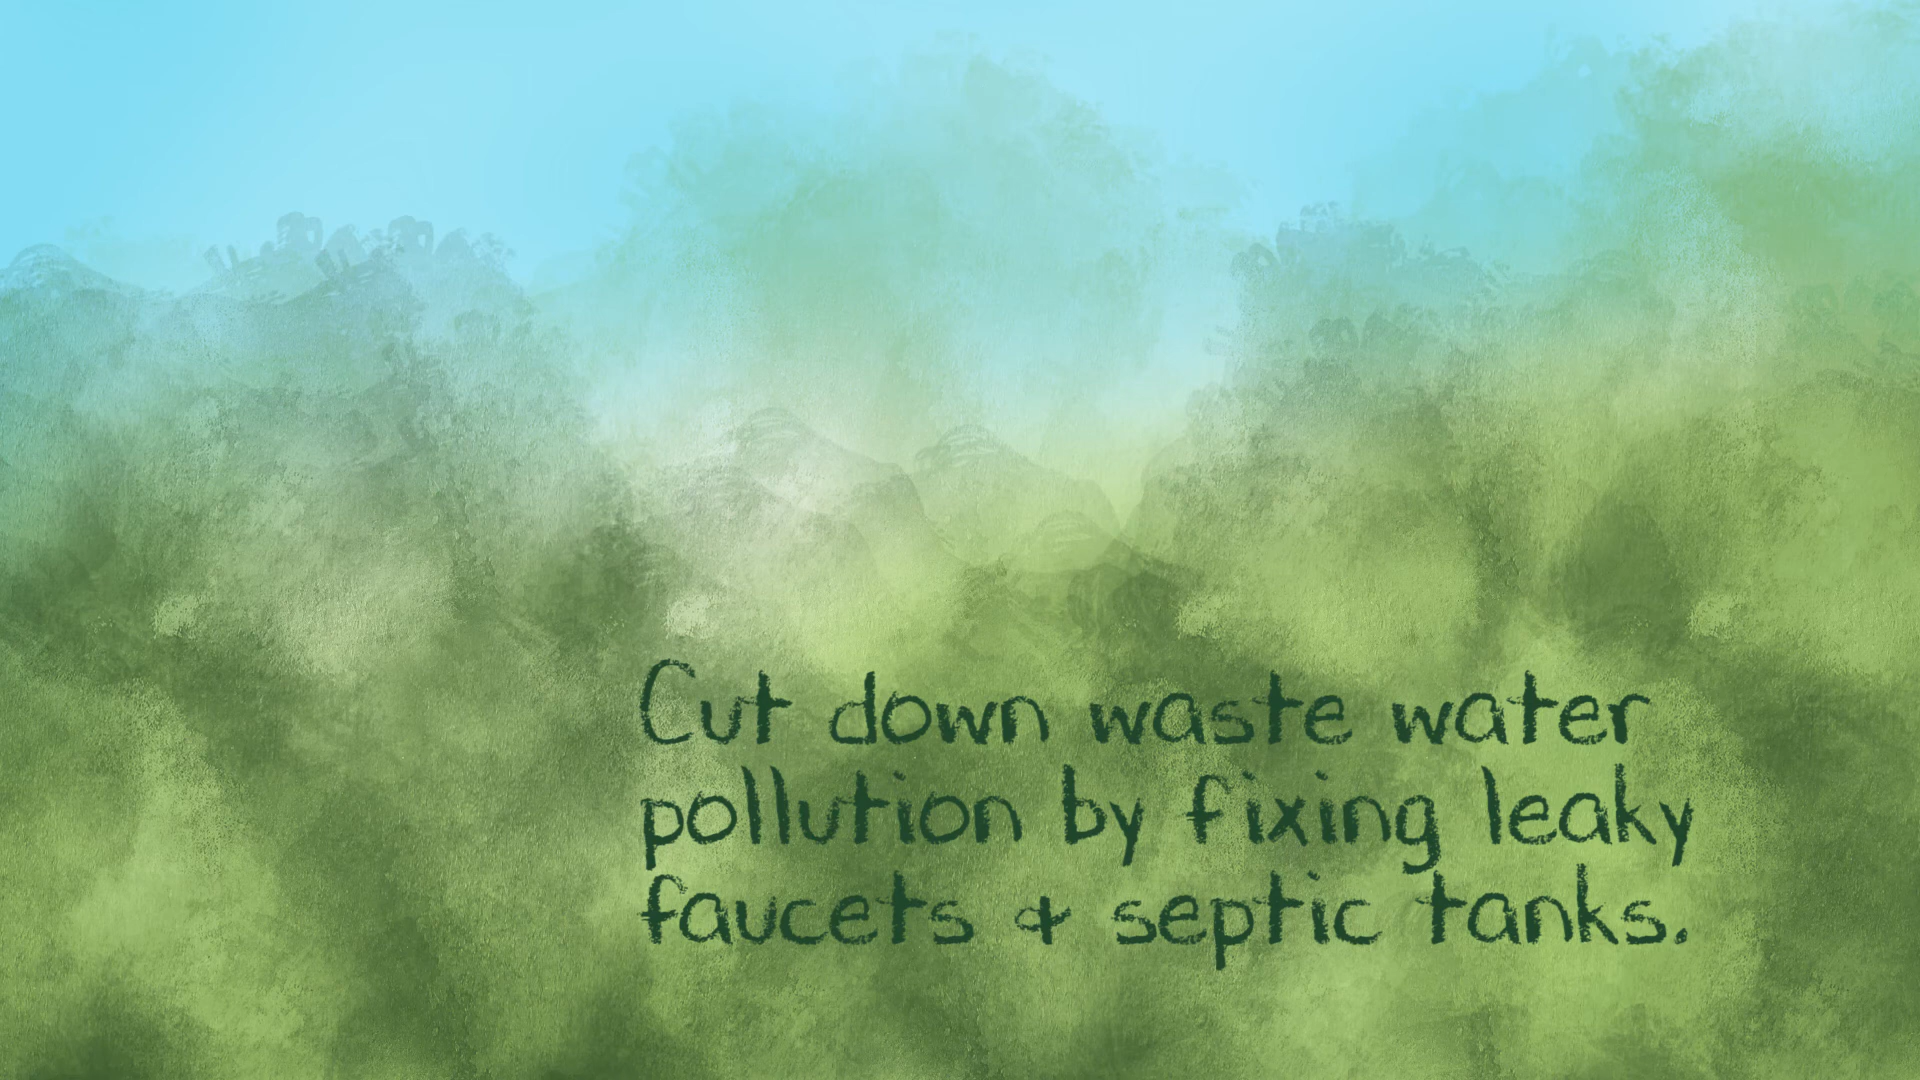 Cut down waste water
pollution by fixing leaky
faucets & septic tanks.